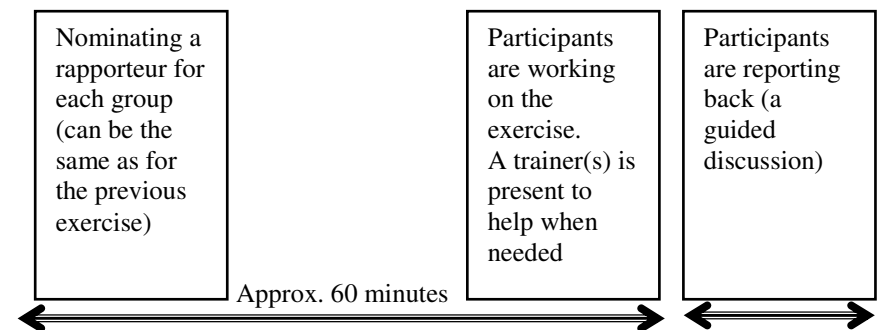 Nominating a
rapporteur for
each group
(can be the
same as for
the previous
exercise)
Participants
are working
on the
exercise.
A trainer(s) is
present to
help when
needed
Participants
are reporting
back (a
guided
discussion)
Approx. 60 minutes